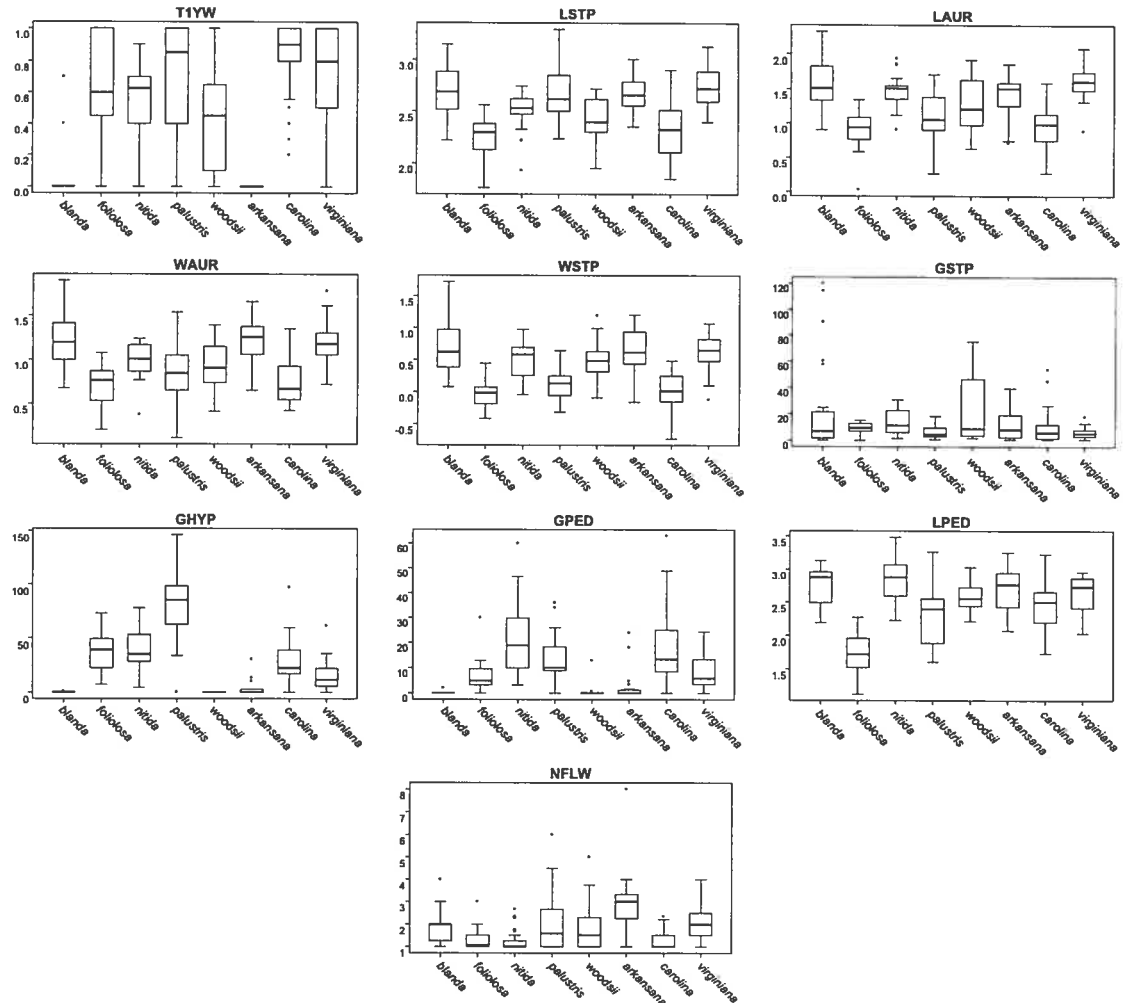 T1YW LSTP LAUR
1.0 0.8 0.6 0.4 0.2 0.0
3.0 2.5 2.0
2.0 1.5 1.0 0.5 0.0
blanda foliolosa nitida palustris woodsii arkansana carolina virginiana
blanda foliolosa nitida palustris woodsii arkansana carolina virginiana
blanda foliolosa nitida palustris woodsii arkansana carolina virginiana
WAUR WSTP GSTP
1.5 1.0 0.5
1.5 1.0 0.5 0.0 -0.5
120 100 80 60 40 20 0
blanda foliolosa nitida palustris woodsii arkansana carolina virginiana
blanda foliolosa nitida palustris woodsii arkansana carolina virginiana
blanda foliolosa nitida palustris woodsii arkansana carolina virginiana
GHYP GPED LPED
150 100 50 0
60 50 40 30 20 10 0
3.5 3.0 2.5 2.0 1.5
blanda foliolosa nitida palustris woodsii arkansana carolina virginiana
blanda foliolosa nitida palustris woodsii arkansana carolina virginiana
blanda foliolosa nitida palustris woodsii arkansana carolina virginiana
NFLW
8 7 6 5 4 3 2 1
blanda foliolosa nitida palustris woodsii arkansana carolina virginiana